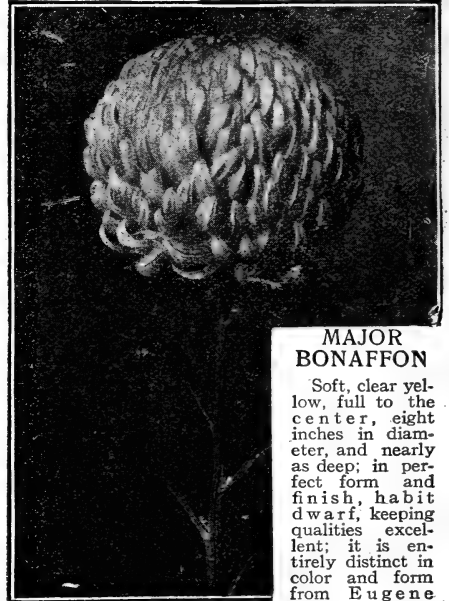 MAJOR
BONAFFON
Soft, clear yel-
low, full to the
center, eight
inches in diam-
eter, and nearly
as deep; in per-
fect form and
finish, habit
dwarf, keeping
qualities excel-
lent; it is en-
tirely distinct in
color and form
from Eugene